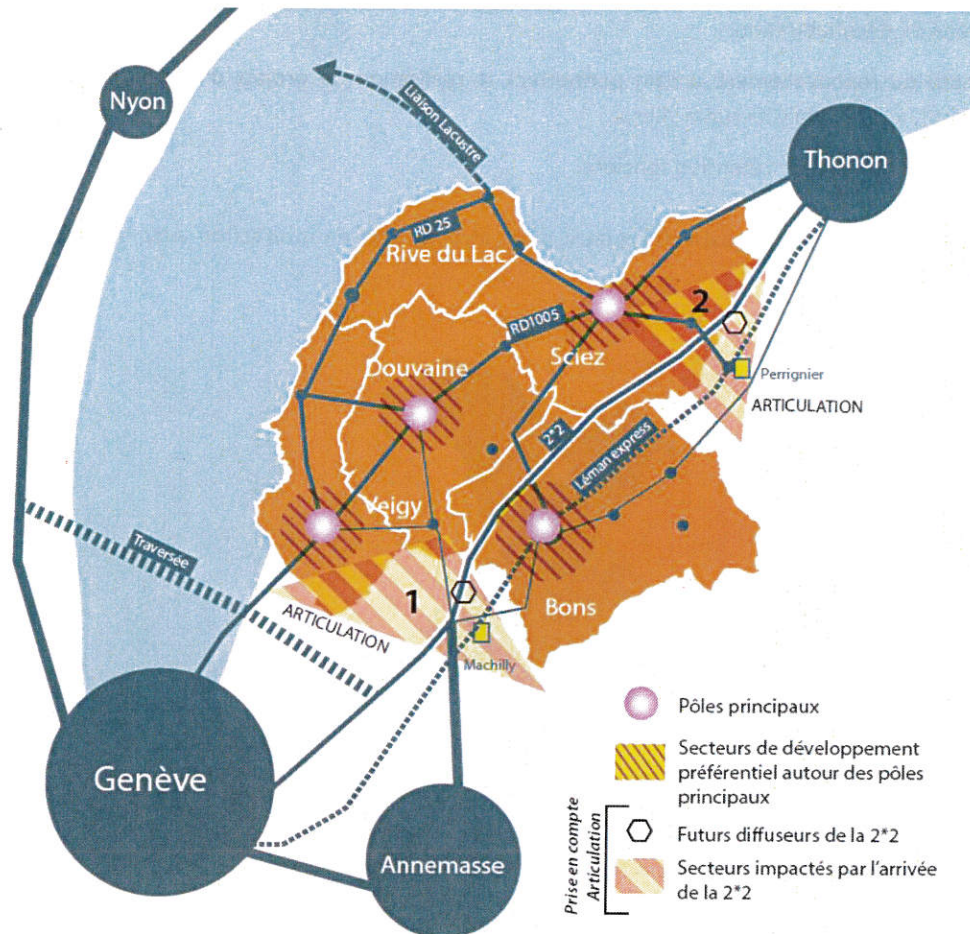 Nyon
Liaison Lacustre
Thonon
RD 25
Rive du Lac
2
RD1005
Sciez
Douvaine
Perrignier
ARTICULATION
2*2
Léman express
Veigy
Traversée
1
Bons
ARTICULATION
Machilly
Genève
Annemasse
Pôles principaux
Secteurs de développement
préférentiel autour des pôles
principaux
Prise en compte
Articulation
Futurs diffuseurs de la 2*2
Secteurs impactés par l'arrivée
de la 2*2